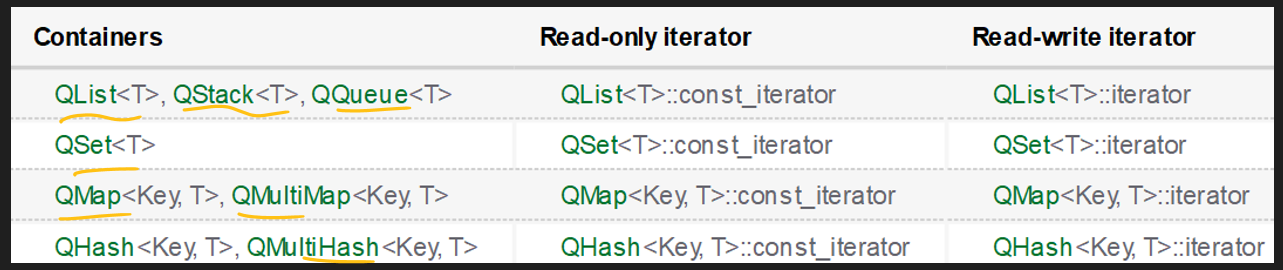 Containers Read-only iterator Read-write iterator
QList<T>, QStack<T>, QQueue<T> QList<T>::const_iterator QList<T>::iterator
QSet<T> QSet<T>::const_iterator QSet<T>::iterator
QMap<Key, T>, QMultiMap<Key, T> QMap<Key, T>::const_iterator QMap<Key, T>::iterator
QHash<Key, T>, QMultiHash<Key, T> QHash<Key, T>::const_iterator QHash<Key, T>::iterator